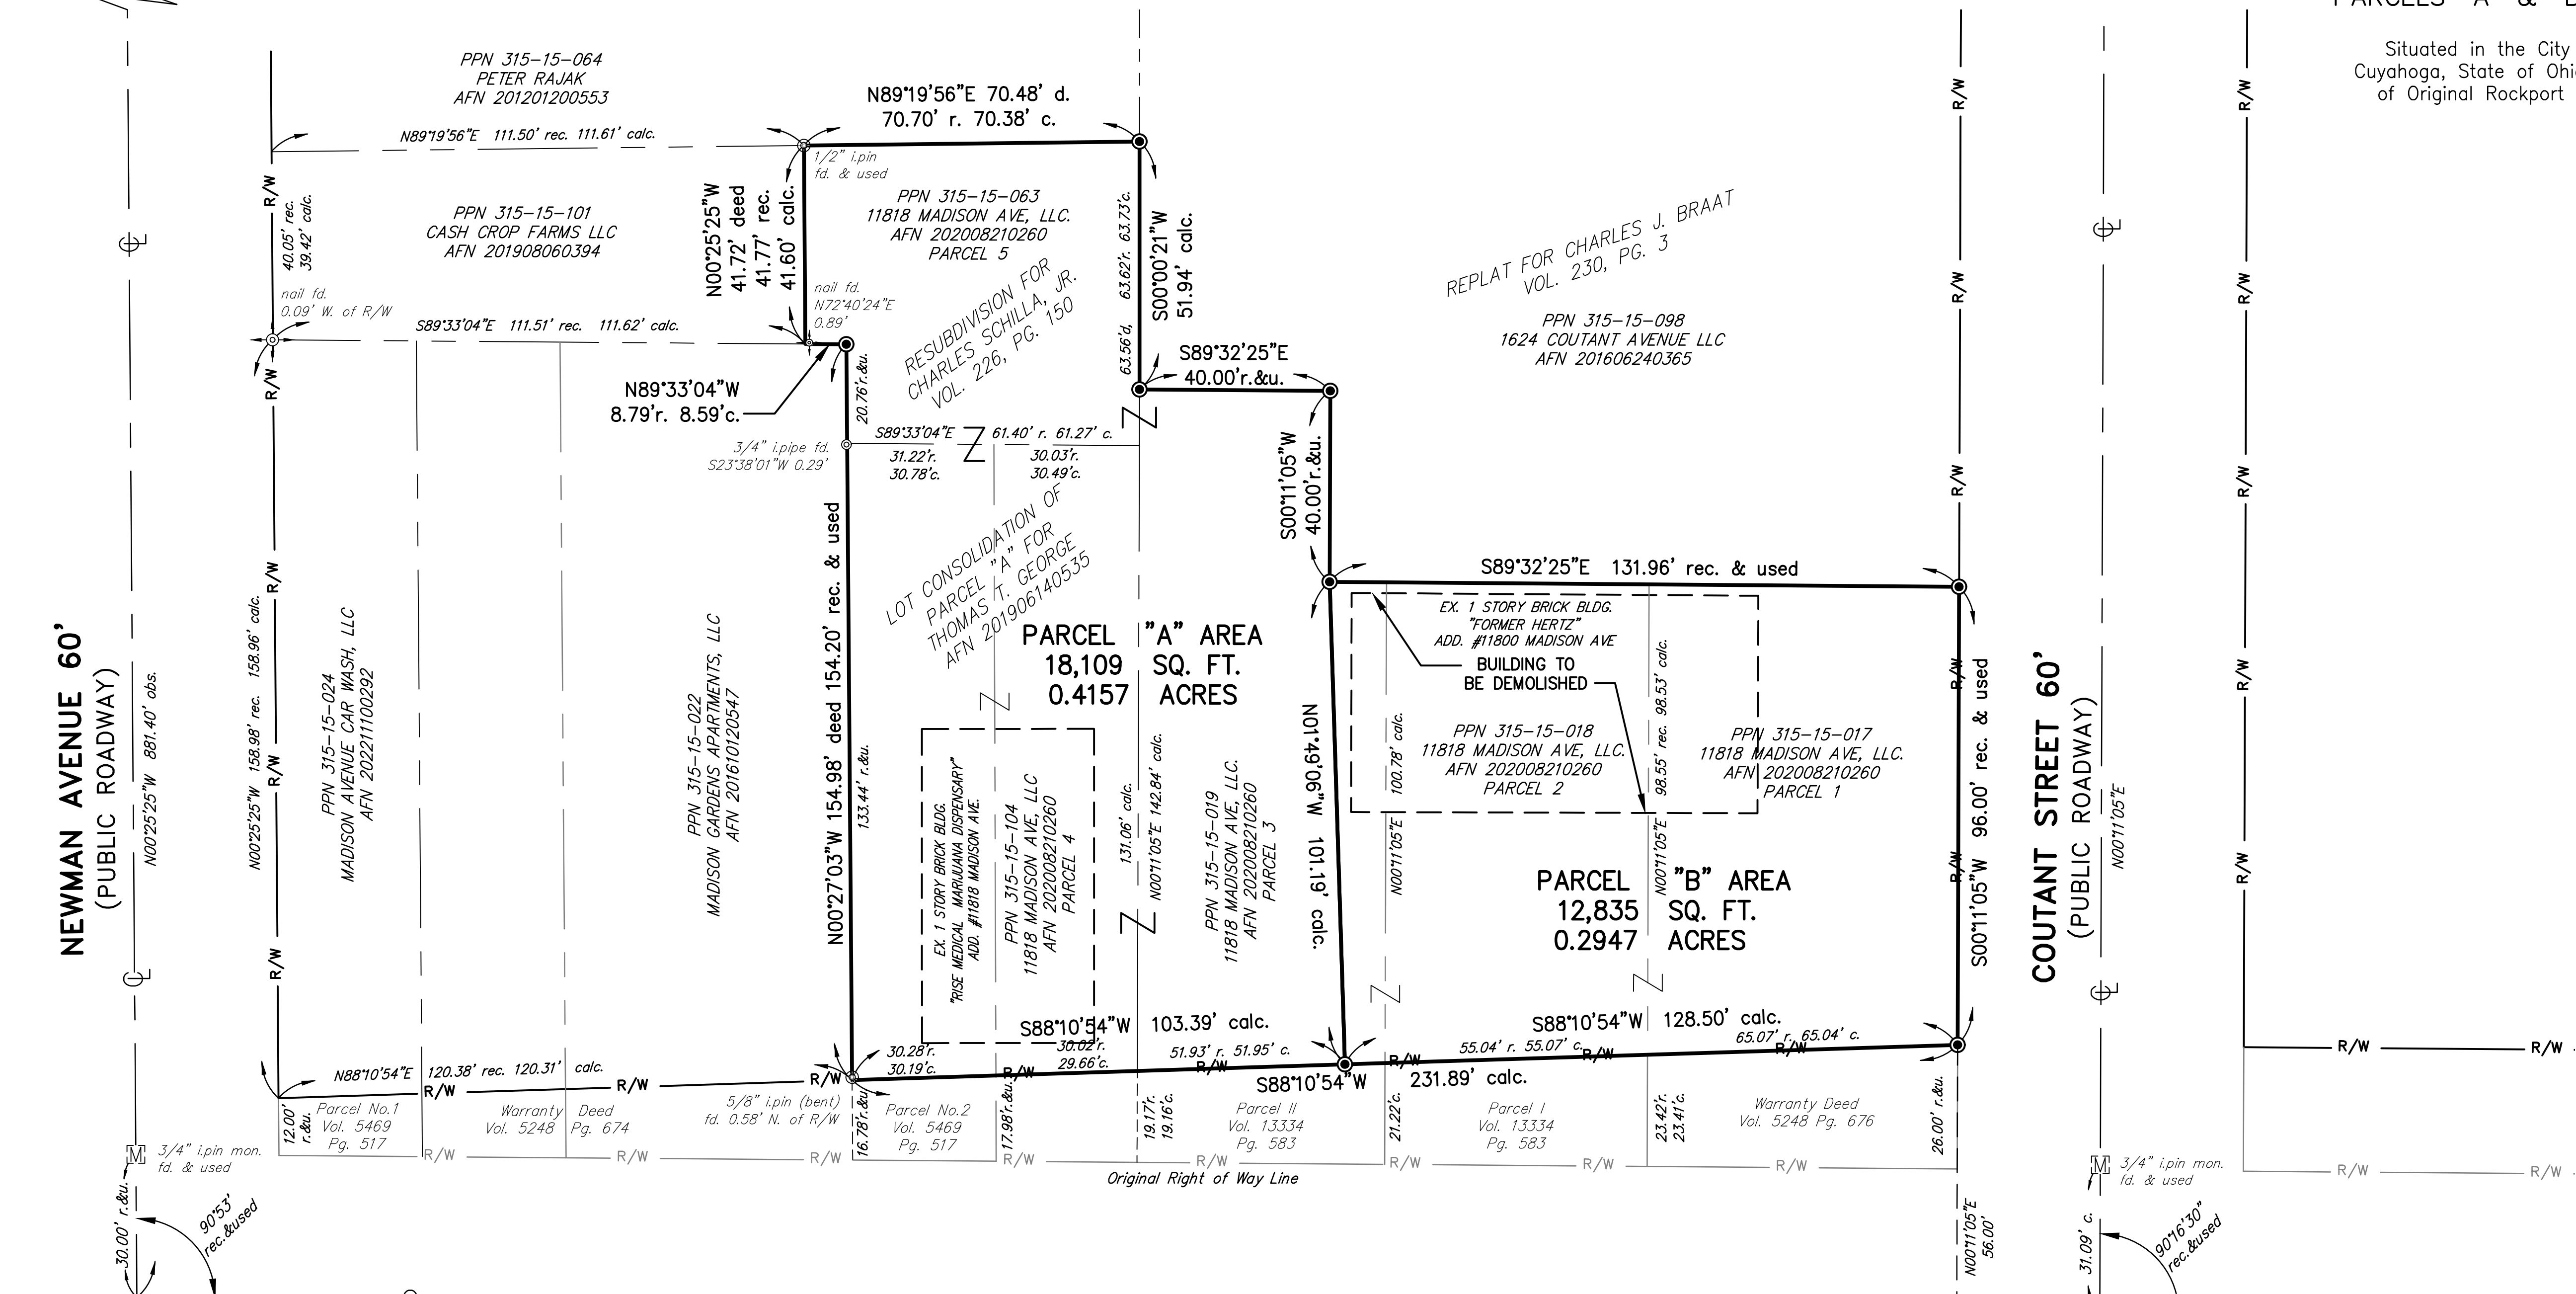 PARCELS "A" & B
Situated in the City
Cuyahoga, State of Ohi
of Original Rockport
PPN 315-15-064
PETER RAJAK
AFN 201201200553
N89°19'56"E 111.50' rec. 111.61' calc.
N89°19'56"E 70.48' d.
70.70' r. 70.38' c.
1/2" i.pin
fd. & used
R/W
40.05' rec.
39.42' calc.
PPN 315-15-101
CASH CROP FARMS LLC
AFN 201908060394
N00°25'25"W
41.72' deed
41.77' rec.
41.60' calc.
PPN 315-15-063
11818 MADISON AVE, LLC.
AFN 202008210260
PARCEL 5
63.56'd, 63.62'r. 63.73'c.
S00°00'21"W
51.94' calc.
REPLAT FOR CHARLES J. BRAAT
VOL. 230, PG. 3
PPN 315-15-098
1624 COUTANT AVENUE LLC
AFN 201606240365
R/W
R/W
R/W
R/W
R/W
R/W
R/W
R/W
R/W
R/W
nail fd.
0.09' W. of R/W
nail fd.
N72°40'24"E
0.89'
RESUBDIVISION FOR
CHARLES SCHILLA, JR.
VOL. 226, PG. 150
S89°33'04"E 111.51' rec. 111.62' calc.
S89°32'25"E
40.00'r.&u.
R/W
N89°33'04"W
8.79'r. 8.59'c.
20.76'r.&u.
3/4" i.pipe fd.
S23°38'01"W 0.29'
S89°33'04"E 61.40' r. 61.27' c.
31.22'r.
30.78'c.
30.03'r.
30.49'c.
S00°11'05"W
40.00'r.&u.
LOT CONSOLIDATION OF
PARCEL "A" FOR
THOMAS T. GEORGE
AFN 201906140535
S89°32'25"E 131.96' rec. & used
EX. 1 STORY BRICK BLDG.
"FORMER HERTZ"
ADD. #11800 MADISON AVE
BUILDING TO
BE DEMOLISHED
PARCEL "A" AREA
18,109 SQ. FT.
0.4157 ACRES
NEWMAN AVENUE 60'
(PUBLIC ROADWAY)
N00°25'25"W 881.40' obs.
N00°25'25"W 158.98' rec. 158.96' calc.
R/W
R/W
R/W
PPN 315-15-024
MADISON AVENUE CAR WASH, LLC
AFN 202211100292
PPN 315-15-022
MADISON GARDENS APARTMENTS, LLC
AFN 201610120547
N00°27'03"W 154.98' deed 154.20' rec. & used
133.44' r.&u.
EX. 1 STORY BRICK BLDG.
"RISE MEDICAL MARIJUANA DISPENSARY"
ADD. #11818 MADISON AVE.
PPN 315-15-104
11818 MADISON AVE, LLC
AFN 202008210260
PARCEL 4
131.06' calc.
N00°11'05"E 142.84' calc.
PPN 315-15-019
11818 MADISON AVE, LLC.
AFN 202008210260
PARCEL 3
N01°49'06"W 101.19' calc.
N00°11'05"E 100.78' calc.
PPN 315-15-018
11818 MADISON AVE, LLC.
AFN 202008210260
PARCEL 2
N00°11'05"E 98.55' rec. 98.53' calc.
PPN 315-15-017
11818 MADISON AVE, LLC.
AFN 202008210260
PARCEL 1
R/W
R/W
S00°11'05"W 96.00' rec. & used
COUTANT STREET 60'
(PUBLIC ROADWAY)
N00°11'05"E
PARCEL "B" AREA
12,835 SQ. FT.
0.2947 ACRES
S88°10'54"W 103.39' calc.
S88°10'54"W 128.50' calc.
30.28'r.
30.19'c.
30.02'r.
29.66'c.
51.93' r. 51.95' c.
55.04' r. 55.07' c.
65.07' r. 65.04' c.
N88°10'54"E 120.38' rec. 120.31' calc.
R/W
R/W
R/W
R/W
R/W
R/W
R/W
R/W
R/W
R/W
S88°10'54"W 231.89' calc.
12.00'
r.&u.
Parcel No.1
Vol. 5469
Pg. 517
Warranty Deed
Vol. 5248 Pg. 674
5/8" i.pin (bent)
fd. 0.58' N. of R/W
16.78'r.&u.
Parcel No.2
Vol. 5469
Pg. 517
17.98'r.&u.
19.17'r.
19.16'c.
Parcel II
Vol. 13334
Pg. 583
21.22'c.
Parcel I
Vol. 13334
Pg. 583
23.42'r.
23.41'c.
Warranty Deed
Vol. 5248 Pg. 676
26.00' r.&u.
M
3/4" i.pin mon.
fd. & used
R/W
R/W
R/W
R/W
R/W
R/W
R/W
R/W
M
3/4" i.pin mon.
fd. & used
R/W
R/W
Original Right of Way Line
30.00' r.&u.
90°53'
rec.&used
N00°11'05"E
56.00'
31.09' c.
90°16'30"
rec.&used